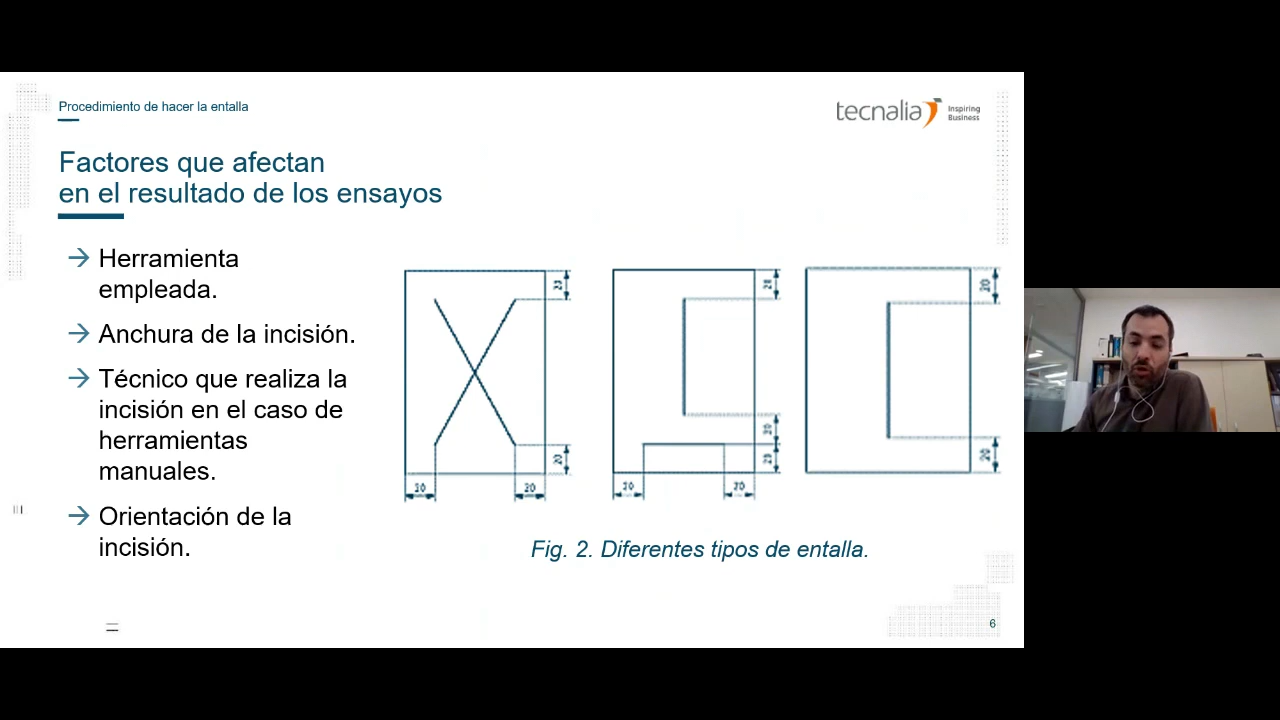 Procedimiento de hacer la entalla
tecnalia Inspiring
Business
Factores que afectan
en el resultado de los ensayos
Herramienta
empleada.
Anchura de la incisión.
Técnico que realiza la
incisión en el caso de
herramientas
manuales.
Orientación de la
incisión.
20
20
20
20
20
20
20
20
20
20
20
Fig. 2. Diferentes tipos de entalla.
6